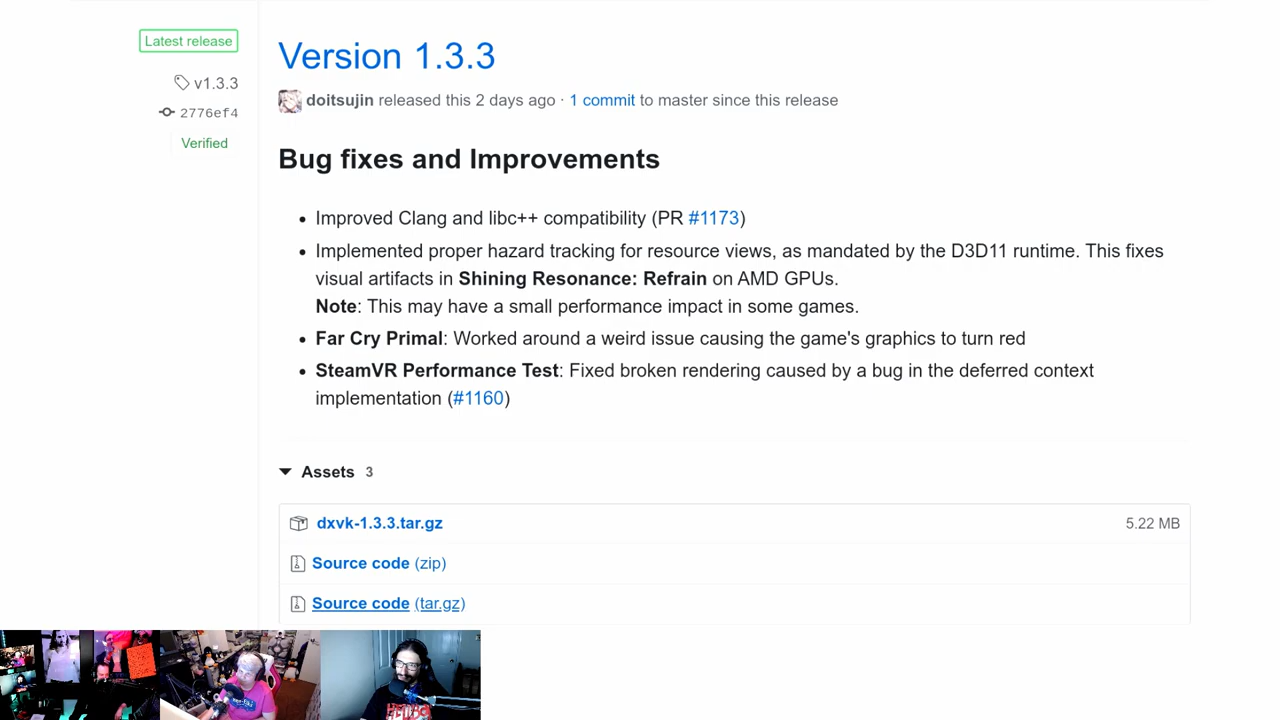 Latest release
v1.3.3
2776ef4
Verified
Version 1.3.3
doitsujin released this 2 days ago · 1 commit to master since this release
Bug fixes and Improvements
• Improved Clang and libc++ compatibility (PR #1173)
• Implemented proper hazard tracking for resource views, as mandated by the D3D11 runtime. This fixes
visual artifacts in Shining Resonance: Refrain on AMD GPUs.
Note: This may have a small performance impact in some games.
• Far Cry Primal: Worked around a weird issue causing the game's graphics to turn red
• SteamVR Performance Test: Fixed broken rendering caused by a bug in the deferred context
implementation (#1160)
Assets 3
dxvk-1.3.3.tar.gz 5.22 MB
Source code (zip)
Source code (tar.gz)